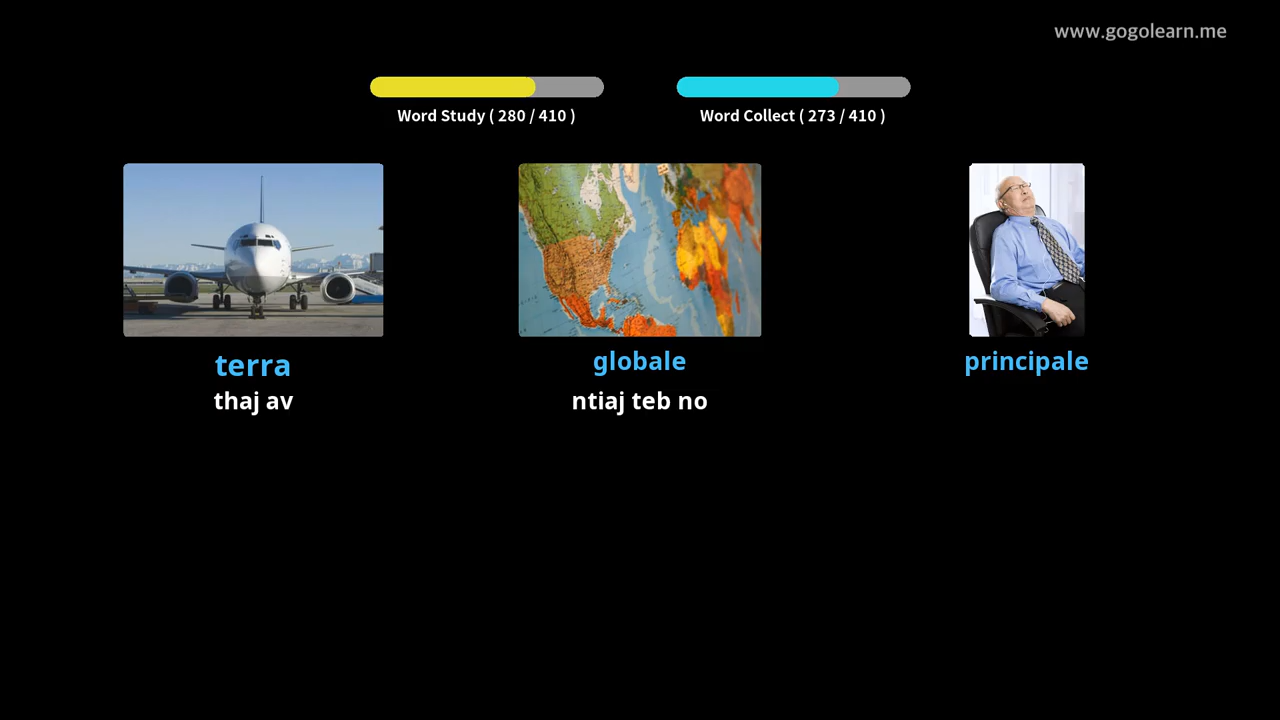 www.gogolearn.me
Word Study ( 280 / 410 )
Word Collect ( 273 / 410 )
terra
thaj av
globale
ntiaj teb no
principale